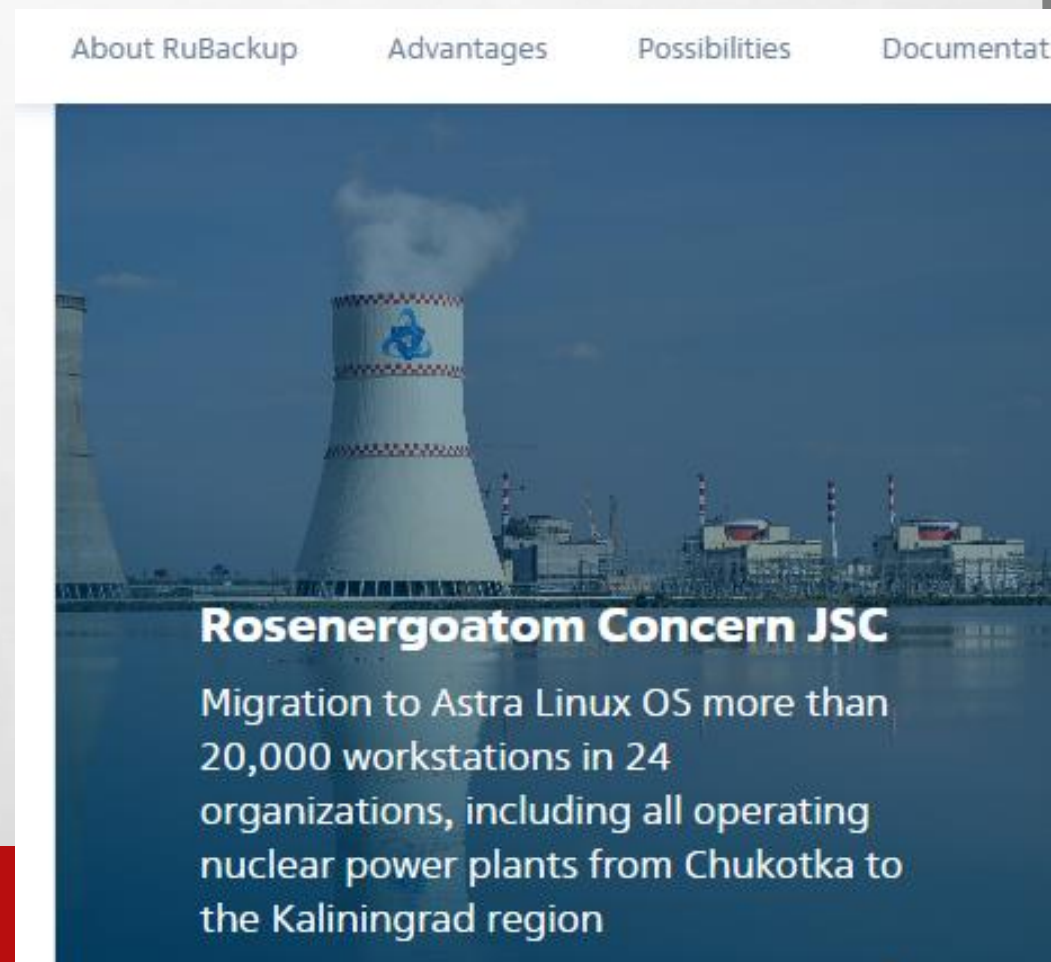 About RuBackup Advantages Possibilities Documentat
Rosenergoatom Concern JSC
Migration to Astra Linux OS more than
20,000 workstations in 24
organizations, including all operating
nuclear power plants from Chukotka to
the Kaliningrad region